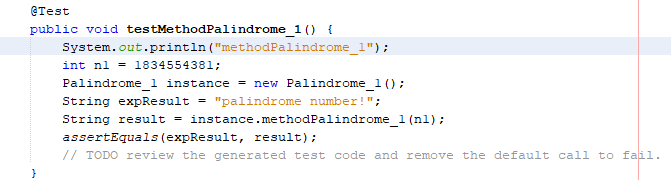 @Test
public void testMethodPalindrome_1() {
System.out.println("methodPalindrome_1");
int n1 = 1834554381;
Palindrome_1 instance = new Palindrome_1();
String expResult = "palindrome number!";
String result = instance.methodPalindrome_1(n1);
assertEquals(expResult, result);
// TODO review the generated test code and remove the default call to fail.
}